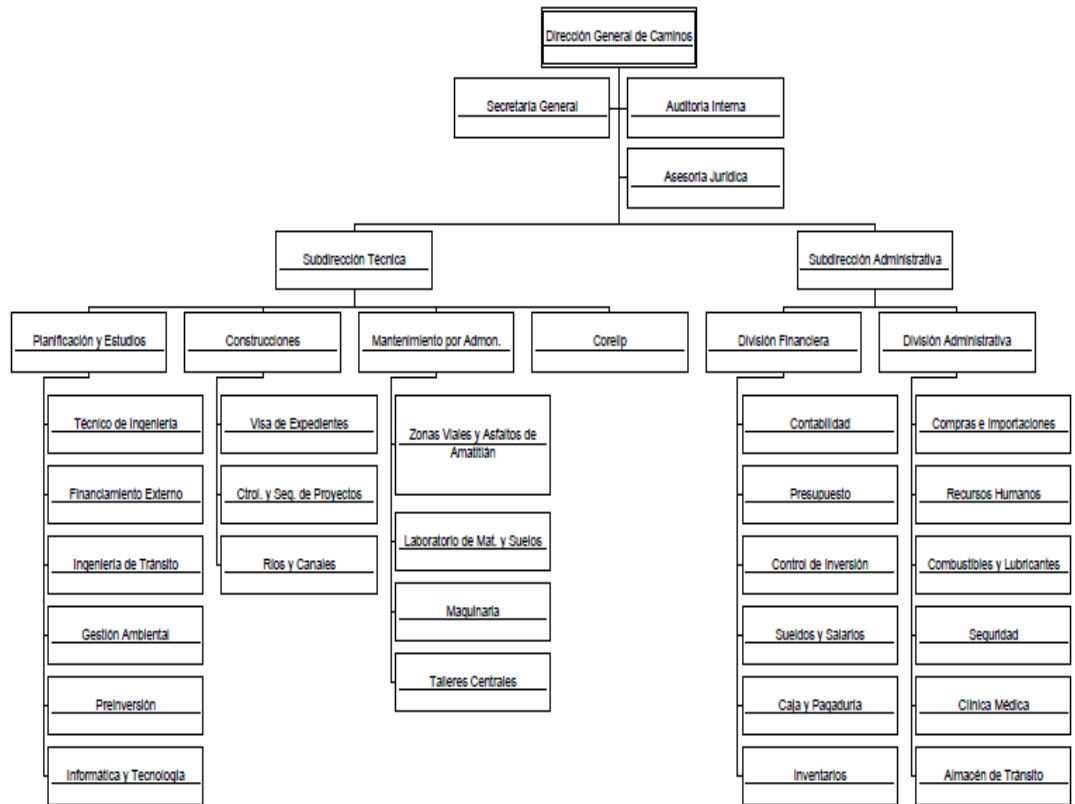 Dirección General de Caminos
Secretaría General
Auditoria Interna
Asesoría Jurídica
Subdirección Técnica
Subdirección Administrativa
Planificación y Estudios
Construcciones
Mantenimiento por Admon.
Corelip
División Financiera
División Administrativa
Técnico de Ingeniería
Financiamiento Externo
Ingeniería de Tránsito
Gestión Ambiental
Preinversión
Informática y Tecnología
Visa de Expedientes
Ctrol. y Seg. de Proyectos
Ríos y Canales
Zonas Viales y Asfaltos de
Amatitlán
Laboratorio de Mat. y Suelos
Maquinaria
Talleres Centrales
Contabilidad
Presupuesto
Control de Inversión
Sueldos y Salarios
Caja y Pagaduría
Inventarios
Compras e Importaciones
Recursos Humanos
Combustibles y Lubricantes
Seguridad
Clínica Médica
Almacén de Tránsito